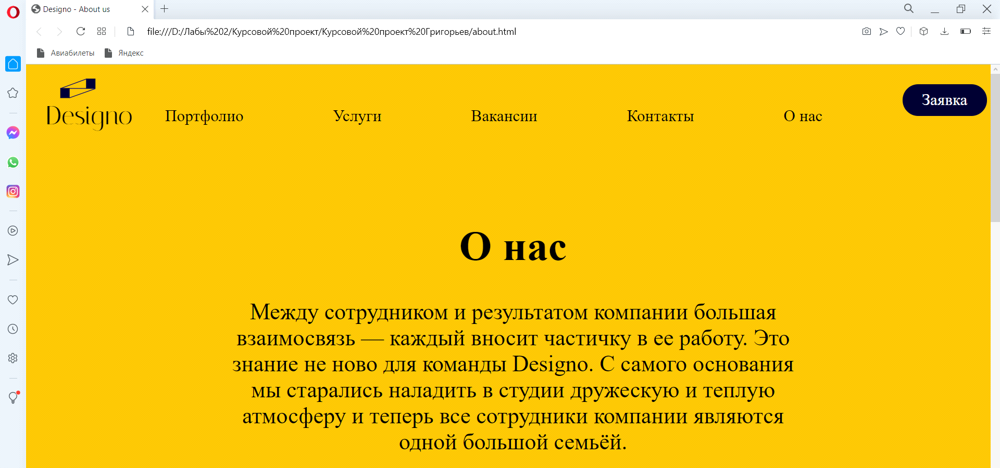 Designo - About us
file:///D:/Лабы%202/Курсовой%20проект/Курсовой%20проект%20Григорьев/about.html
Авиабилеты Яндекс
Заявка
Designo Портфолио Услуги Вакансии Контакты О нас
О нас
Между сотрудником и результатом компании большая
взаимосвязь — каждый вносит частичку в ее работу. Это
знание не ново для команды Designo. С самого основания
мы старались наладить в студии дружескую и теплую
атмосферу и теперь все сотрудники компании являются
одной большой семьёй.